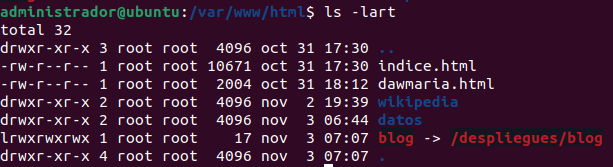 administrador@ubuntu:/var/www/html$ ls -lart
total 32
drwxr-xr-x 3 root root  4096 oct 31 17:30 ..
-rw-r--r-- 1 root root 10671 oct 31 17:30 indice.html
-rw-r--r-- 1 root root  2004 oct 31 18:12 dawmaria.html
drwxr-xr-x 2 root root  4096 nov  2 19:39 wikipedia
drwxr-xr-x 2 root root  4096 nov  3 06:44 datos
lrwxrwxrwx 1 root root    17 nov  3 07:07 blog -> /despliegues/blog
drwxr-xr-x 4 root root  4096 nov  3 07:07 .